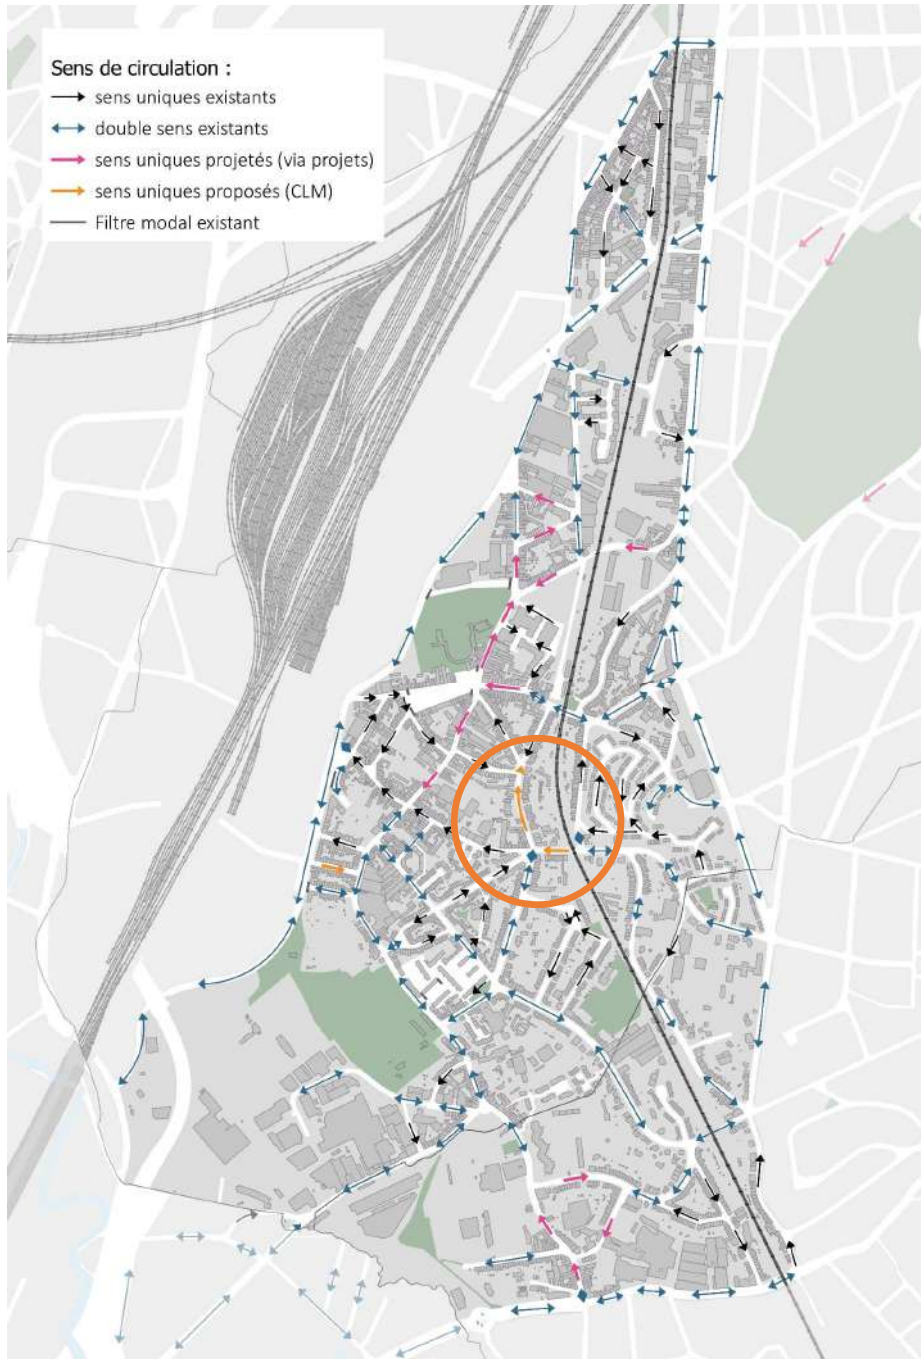 Sens de circulation :
sens uniques existants
double sens existants
sens uniques projetés (via projets)
sens uniques proposés (CLM)
Filtre modal existant